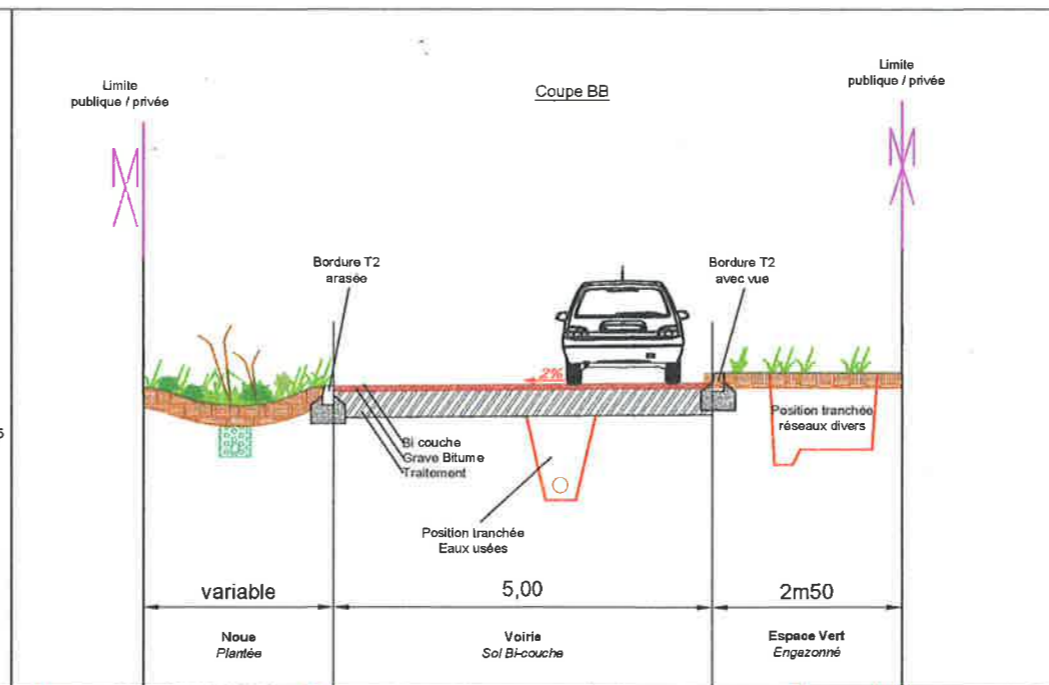 Limite
publique / privée
Coupe BB
Limite
publique / privée
Bordure T2
arasée
Bordure T2
avec vue
2%
Position tranchée
réseaux divers
Bi couche
Grave Bitume
Traitement
Position tranchée
Eaux usées
variable
5,00
2m50
Noue
Plantée
Voirie
Sol Bi-couche
Espace Vert
Engazonné